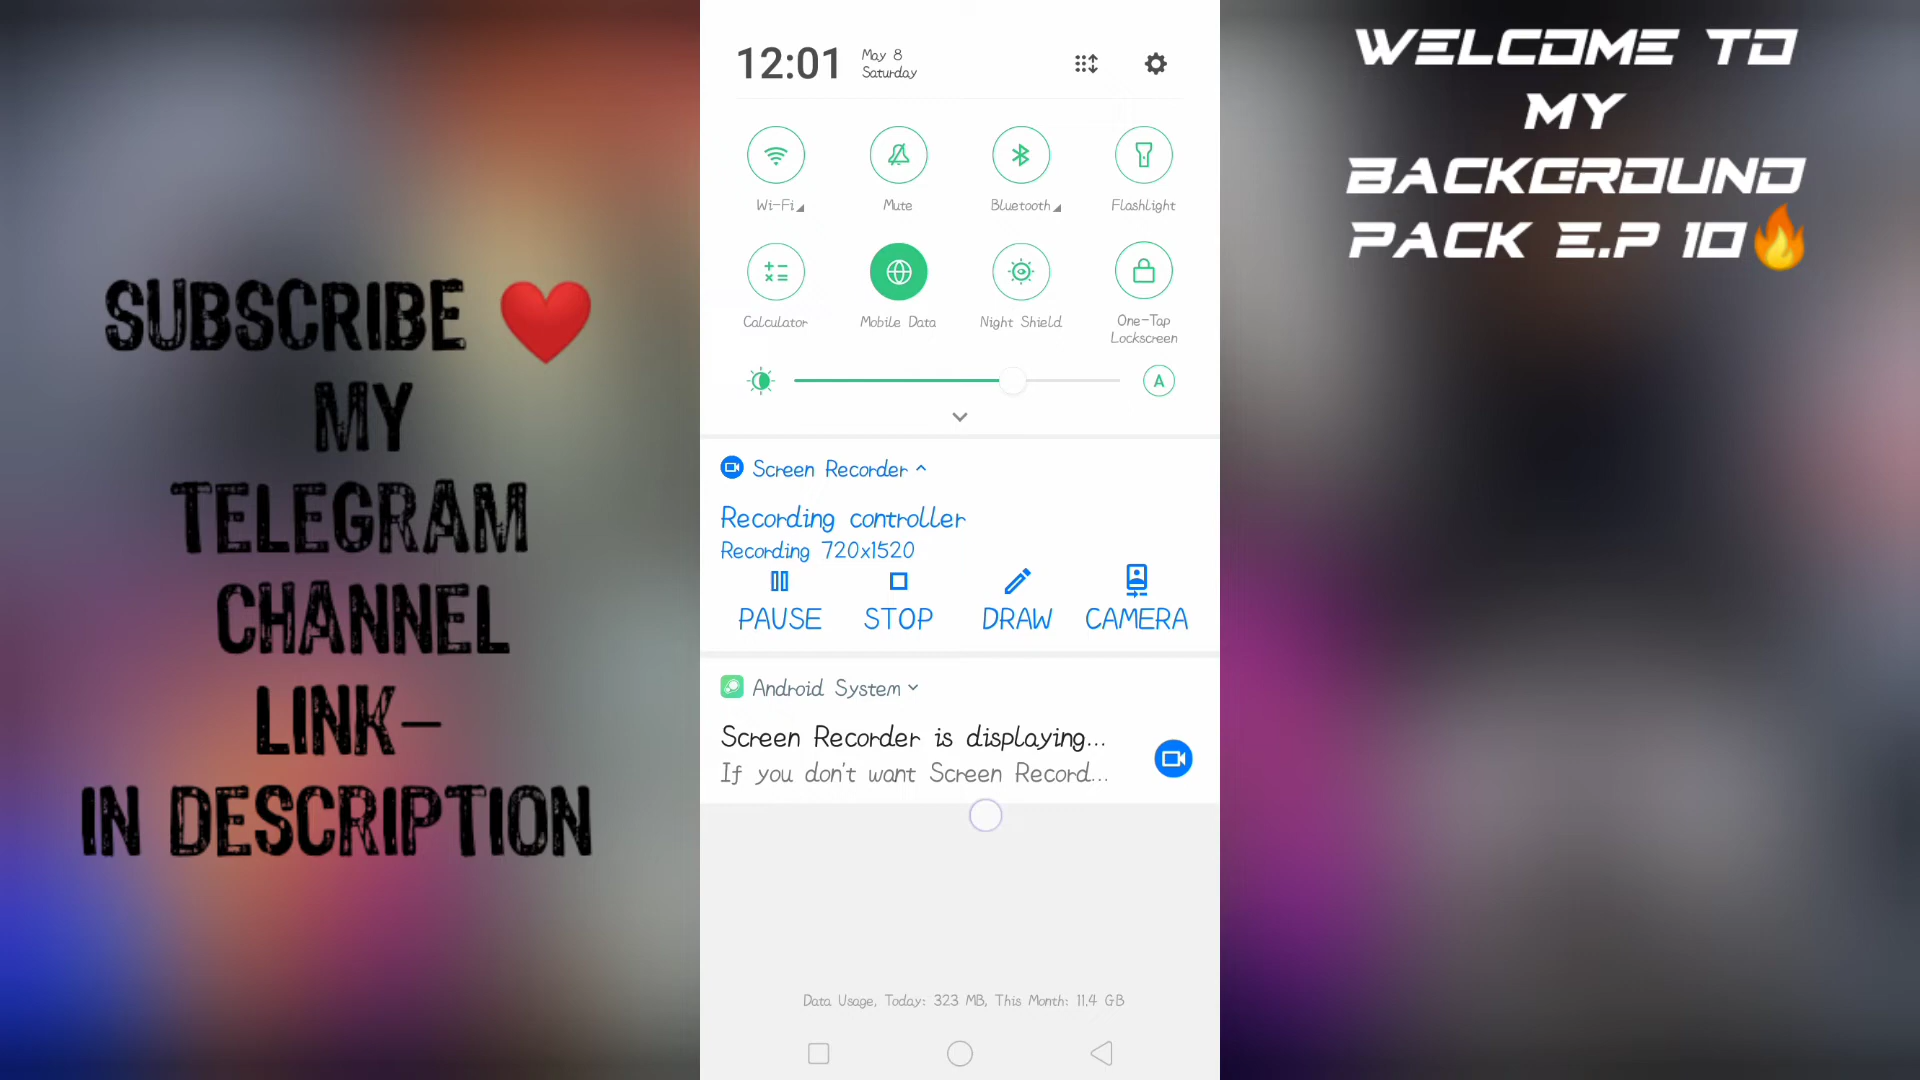 SUBSCRIBE ❤️
MY
TELEGRAM
CHANNEL
LINK-
IN DESCRIPTION
12:01
May 8
Saturday
Wi-Fi
Mute
Bluetooth
Flashlight
Calculator
Mobile Data
Night Shield
One-Tap
Lockscreen
A
Screen Recorder
Recording controller
Recording 720x1520
PAUSE
STOP
DRAW
CAMERA
Android System
Screen Recorder is displaying...
If you don't want Screen Record...
Data Usage, Today: 323 MB, This Month: 11.4 GB
WELCOME TO
MY
BACKGROUND
PACK E.P 10🔥